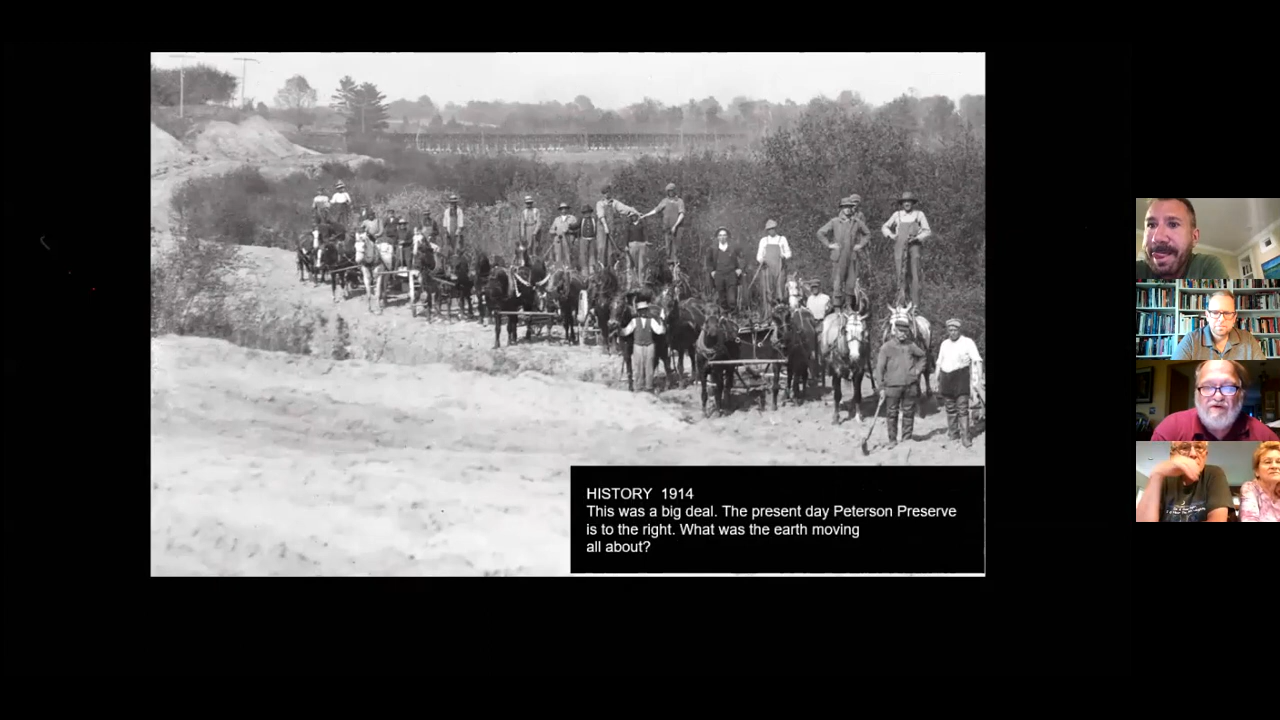 HISTORY  1914
This was a big deal. The present day Peterson Preserve
is to the right. What was the earth moving
all about?